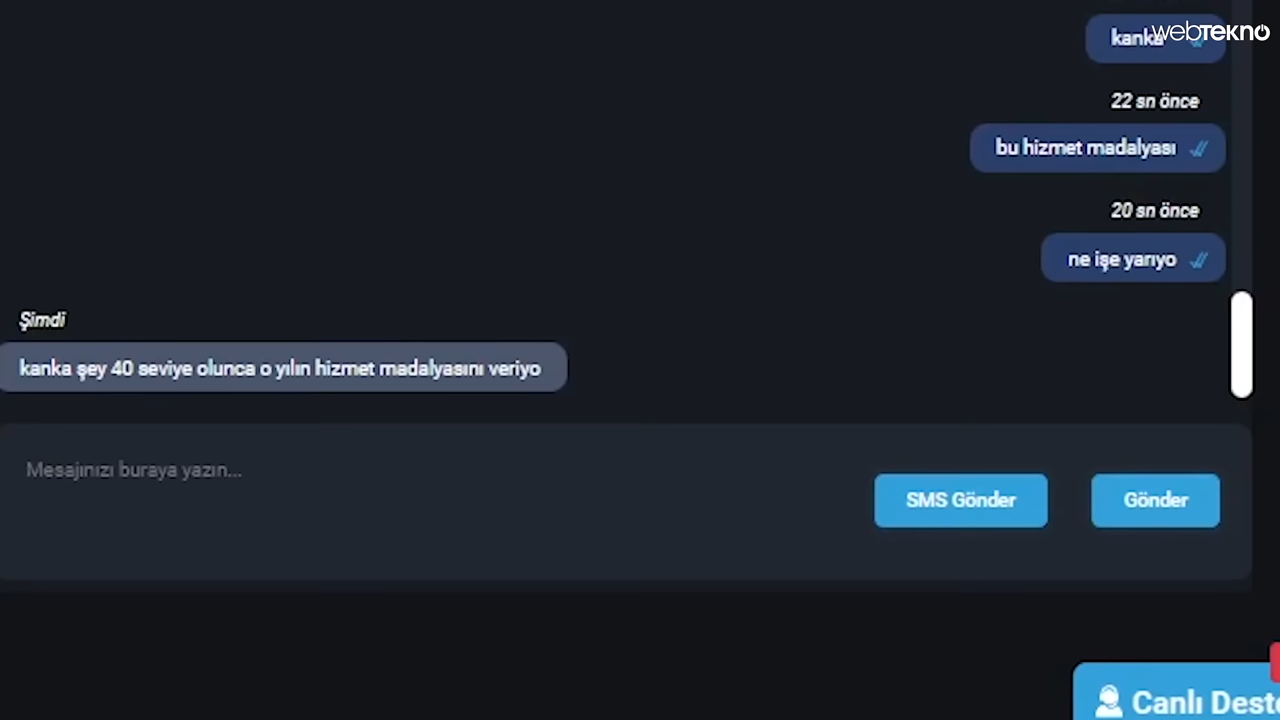 webtekno
kanka
22 sn önce
bu hizmet madalyası
20 sn önce
ne işe yarıyo
Şimdi
kanka şey 40 seviye olunca o yılın hizmet madalyasını veriyo
Mesajınızı buraya yazın...
SMS Gönder
Gönder
Canlı Deste